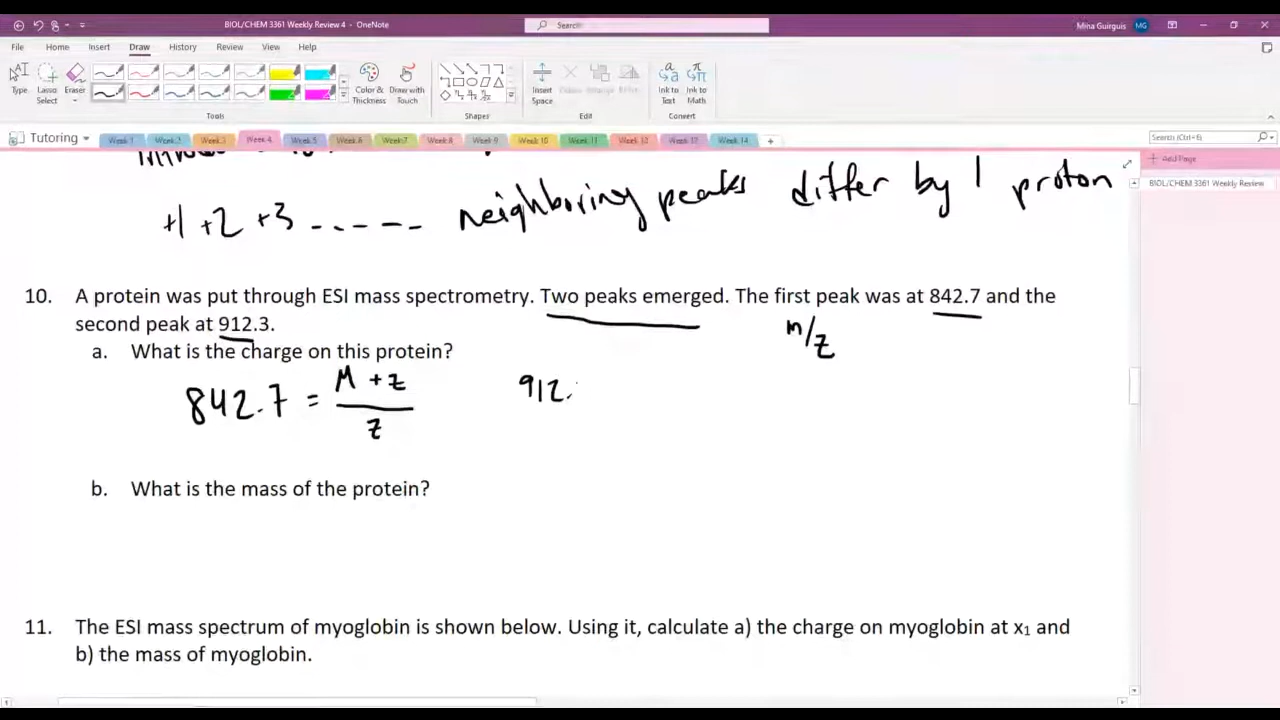 BIOL/CHEM 3361 Weekly Review 4 - OneNote
Search
Mina Guirguis MG
File Home Insert Draw History Review View Help
Type Lasso Select Eraser
Color & Thickness Draw with Touch
Insert Space
Ink to Text Ink to Math
Tools Shapes Edit Convert
Tutoring Week 1 Week 2 Week 3 Week 4 Week 5 Week 6 Week 7 Week 8 Week 9 Week 10 Week 11 Week 12 Week 13 Week 14
Search (Ctrl+E)
Add Page
BIOL/CHEM 3361 Weekly Review
+1 +2 +3 ------ neighboring peaks differ by 1 proton
10. A protein was put through ESI mass spectrometry. Two peaks emerged. The first peak was at 842.7 and the
second peak at 912.3.
m/z
a. What is the charge on this protein?
842.7 = M + z / z
912.
b. What is the mass of the protein?
11. The ESI mass spectrum of myoglobin is shown below. Using it, calculate a) the charge on myoglobin at x₁ and
b) the mass of myoglobin.